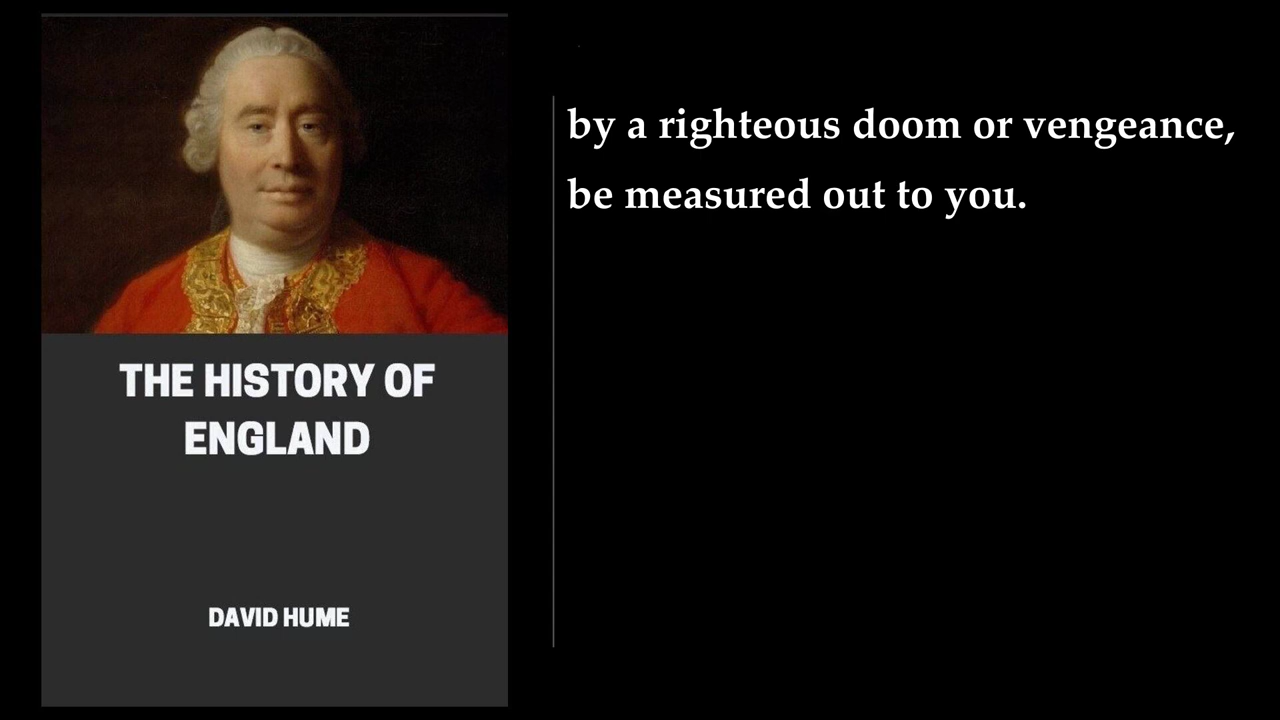 THE HISTORY OF
ENGLAND
DAVID HUME
by a righteous doom or vengeance,
be measured out to you.